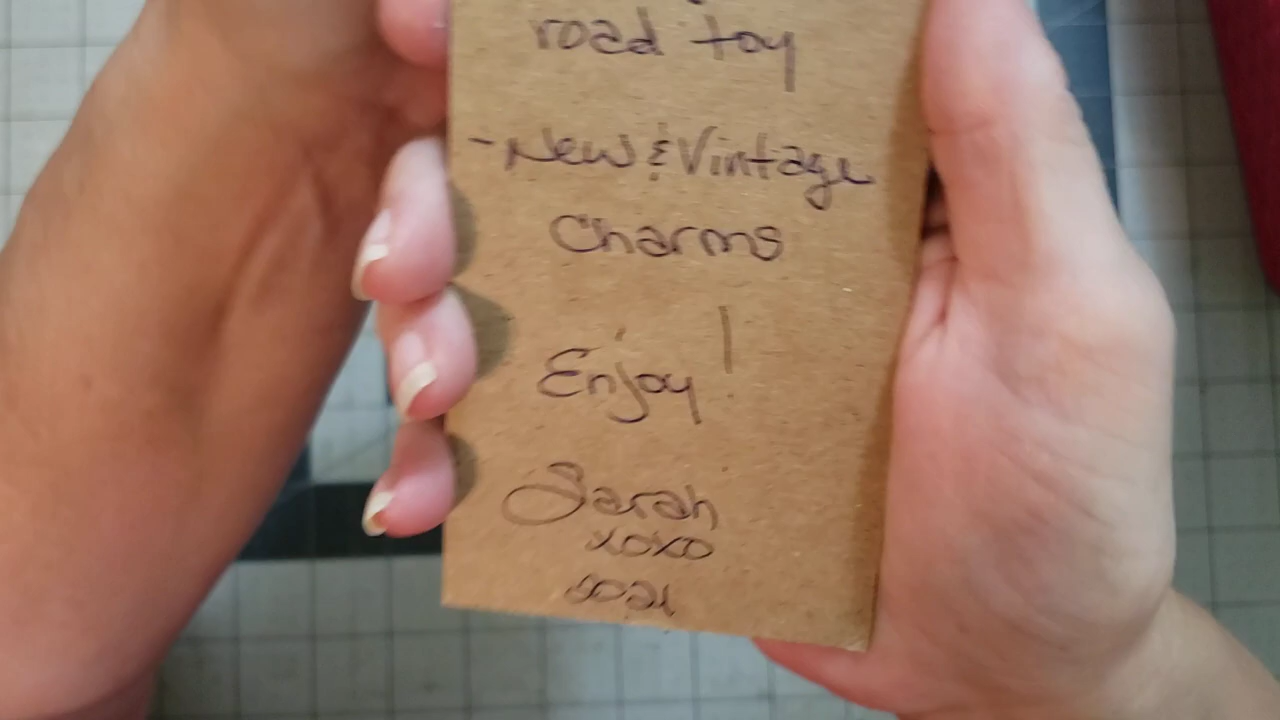 road toy
- New & Vintage
Charms
Enjoy!
Sarah
xoxo
2021